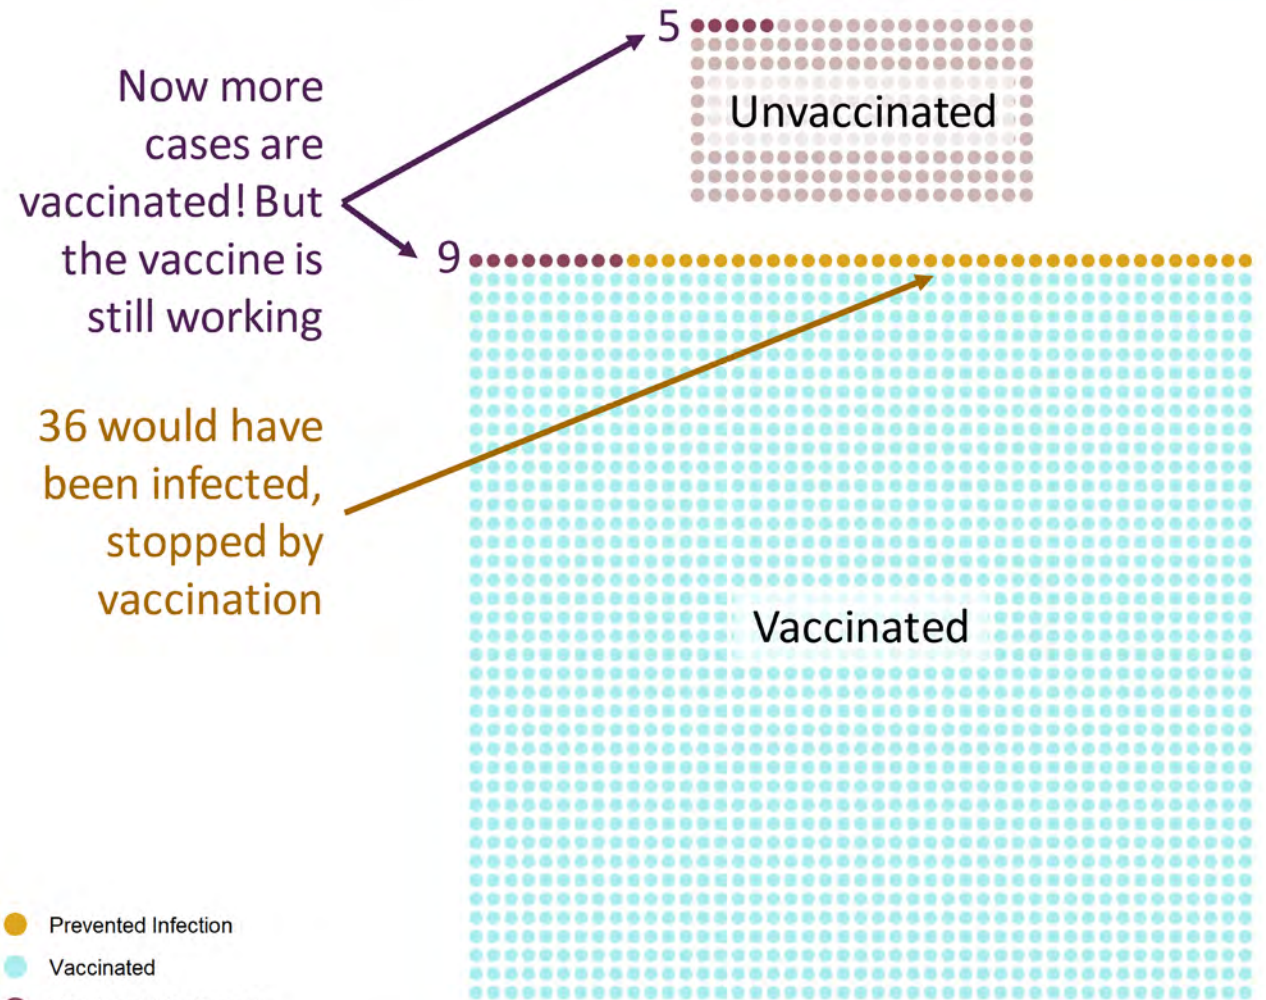 Now more
cases are
vaccinated! But
the vaccine is
still working
5
Unvaccinated
9
36 would have
been infected,
stopped by
vaccination
Vaccinated
Prevented Infection
Vaccinated